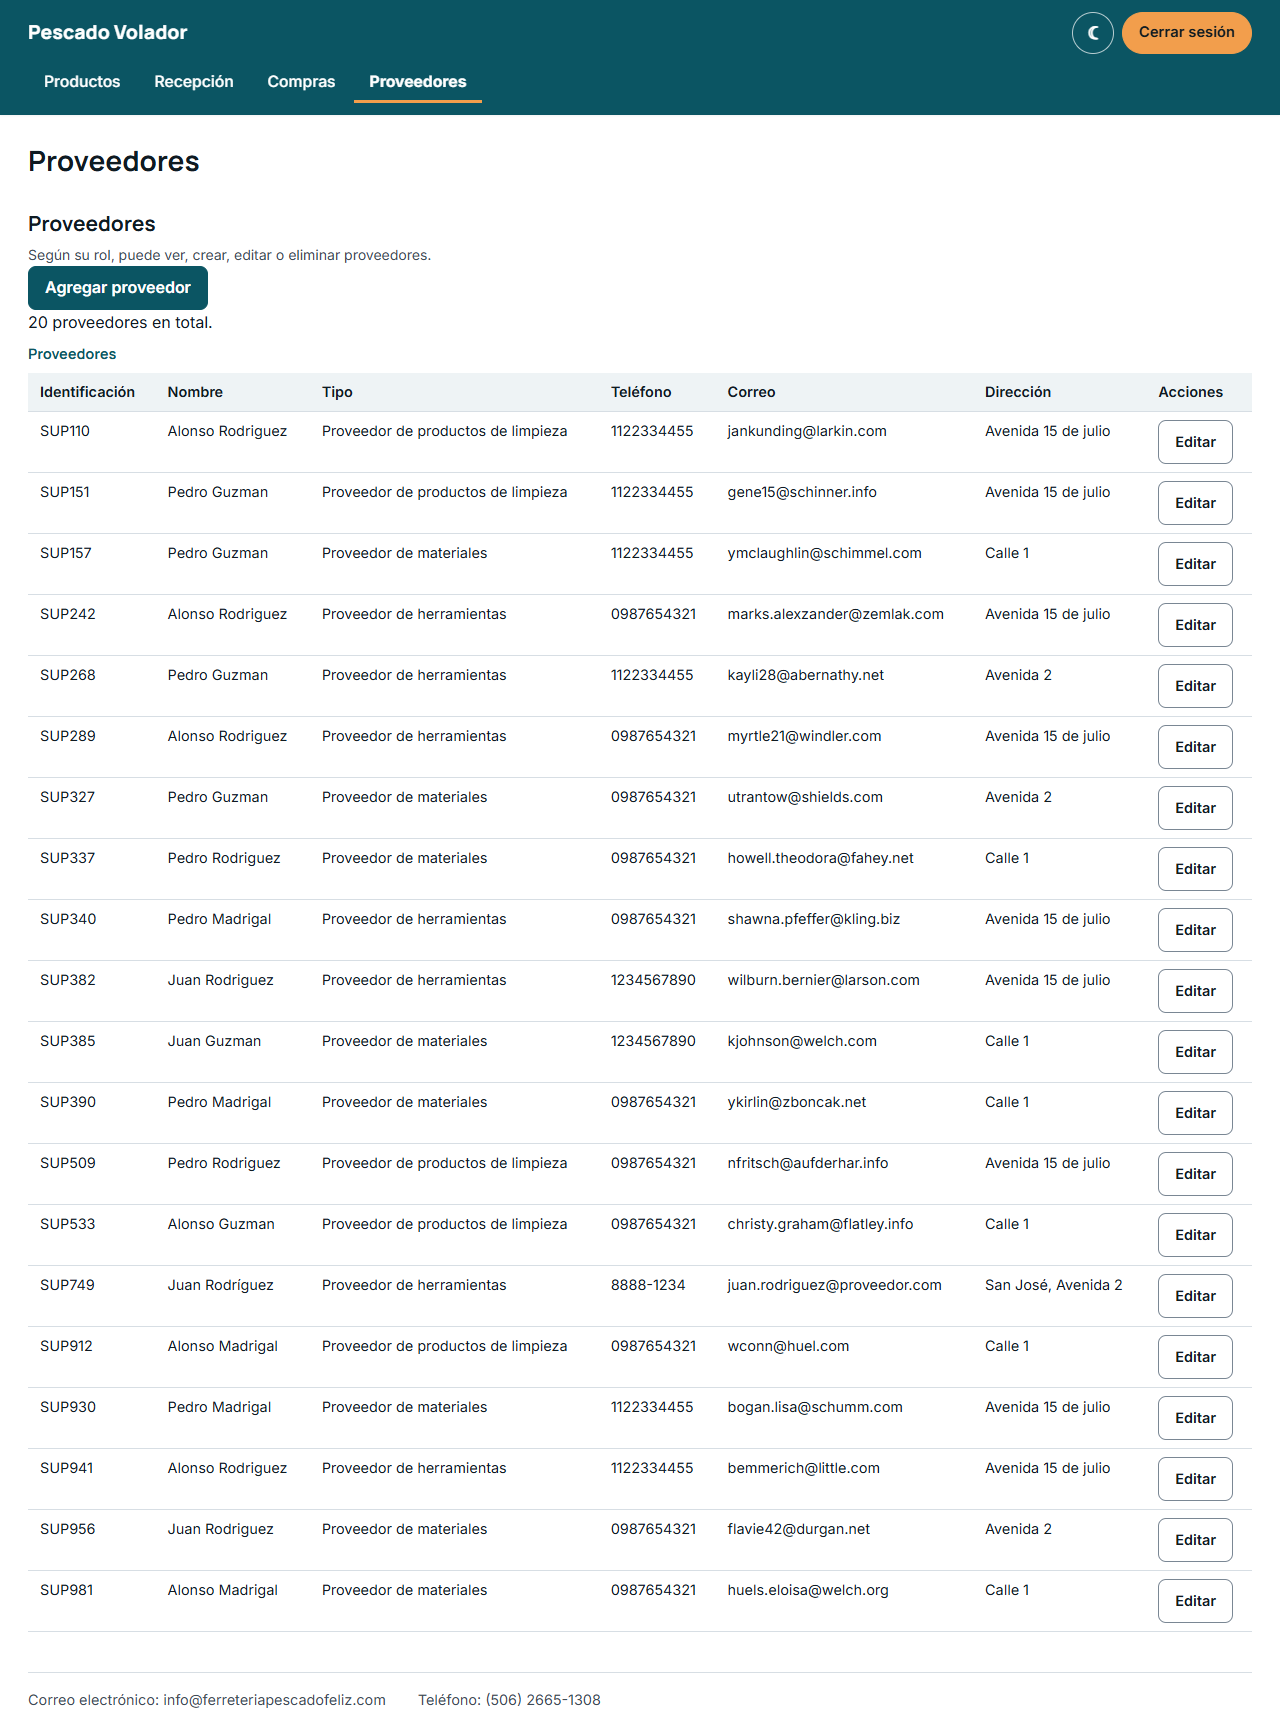 Pescado Volador
Cerrar sesión
Productos Recepción Compras Proveedores
Proveedores
Proveedores
Según su rol, puede ver, crear, editar o eliminar proveedores.
Agregar proveedor
20 proveedores en total.
Proveedores
Identificación Nombre Tipo Teléfono Correo Dirección Acciones
SUP110 Alonso Rodriguez Proveedor de productos de limpieza 1122334455 jankunding@larkin.com Avenida 15 de julio Editar
SUP151 Pedro Guzman Proveedor de productos de limpieza 1122334455 gene15@schinner.info Avenida 15 de julio Editar
SUP157 Pedro Guzman Proveedor de materiales 1122334455 ymclaughlin@schimmel.com Calle 1 Editar
SUP242 Alonso Rodriguez Proveedor de herramientas 0987654321 marks.alexzander@zemlak.com Avenida 15 de julio Editar
SUP268 Pedro Guzman Proveedor de herramientas 1122334455 kayli28@abernathy.net Avenida 2 Editar
SUP289 Alonso Rodriguez Proveedor de herramientas 0987654321 myrtle21@windler.com Avenida 15 de julio Editar
SUP327 Pedro Guzman Proveedor de materiales 0987654321 utrantow@shields.com Avenida 2 Editar
SUP337 Pedro Rodriguez Proveedor de materiales 0987654321 howell.theodora@fahey.net Calle 1 Editar
SUP340 Pedro Madrigal Proveedor de herramientas 0987654321 shawna.pfeffer@kling.biz Avenida 15 de julio Editar
SUP382 Juan Rodriguez Proveedor de herramientas 1234567890 wilburn.bernier@larson.com Avenida 15 de julio Editar
SUP385 Juan Guzman Proveedor de materiales 1234567890 kjohnson@welch.com Calle 1 Editar
SUP390 Pedro Madrigal Proveedor de materiales 0987654321 ykirlin@zboncak.net Calle 1 Editar
SUP509 Pedro Rodriguez Proveedor de productos de limpieza 0987654321 nfritsch@aufderhar.info Avenida 15 de julio Editar
SUP533 Alonso Guzman Proveedor de productos de limpieza 0987654321 christy.graham@flatley.info Calle 1 Editar
SUP749 Juan Rodríguez Proveedor de herramientas 8888-1234 juan.rodriguez@proveedor.com San José, Avenida 2 Editar
SUP912 Alonso Madrigal Proveedor de productos de limpieza 0987654321 wconn@huel.com Calle 1 Editar
SUP930 Pedro Madrigal Proveedor de materiales 1122334455 bogan.lisa@schumm.com Avenida 15 de julio Editar
SUP941 Alonso Rodriguez Proveedor de herramientas 1122334455 bemmerich@little.com Avenida 15 de julio Editar
SUP956 Juan Rodriguez Proveedor de materiales 0987654321 flavie42@durgan.net Avenida 2 Editar
SUP981 Alonso Madrigal Proveedor de materiales 0987654321 huels.eloisa@welch.org Calle 1 Editar
Correo electrónico: info@ferreteriapescadofeliz.com Teléfono: (506) 2665-1308